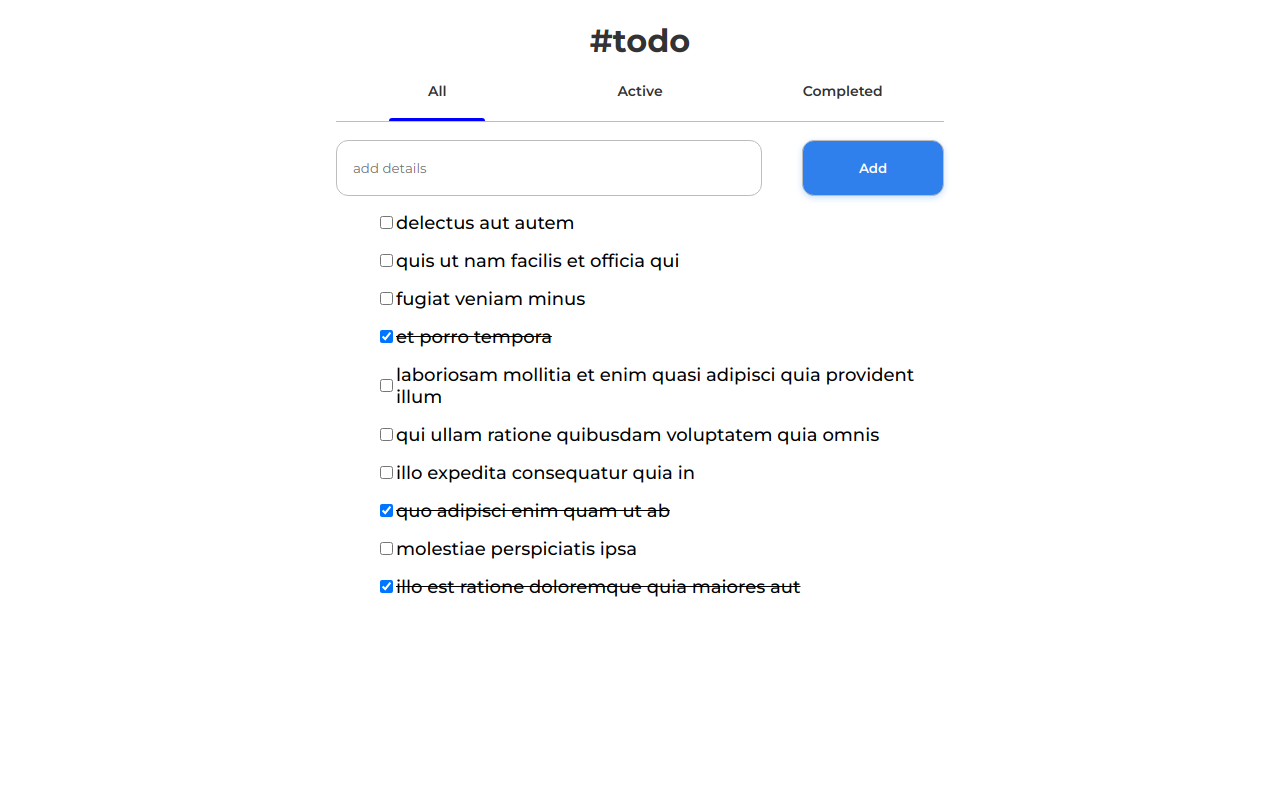 #todo
All Active Completed
add details Add
delectus aut autem
quis ut nam facilis et officia qui
fugiat veniam minus
et porro tempora
laboriosam mollitia et enim quasi adipisci quia provident
illum
qui ullam ratione quibusdam voluptatem quia omnis
illo expedita consequatur quia in
quo adipisci enim quam ut ab
molestiae perspiciatis ipsa
illo est ratione doloremque quia maiores aut